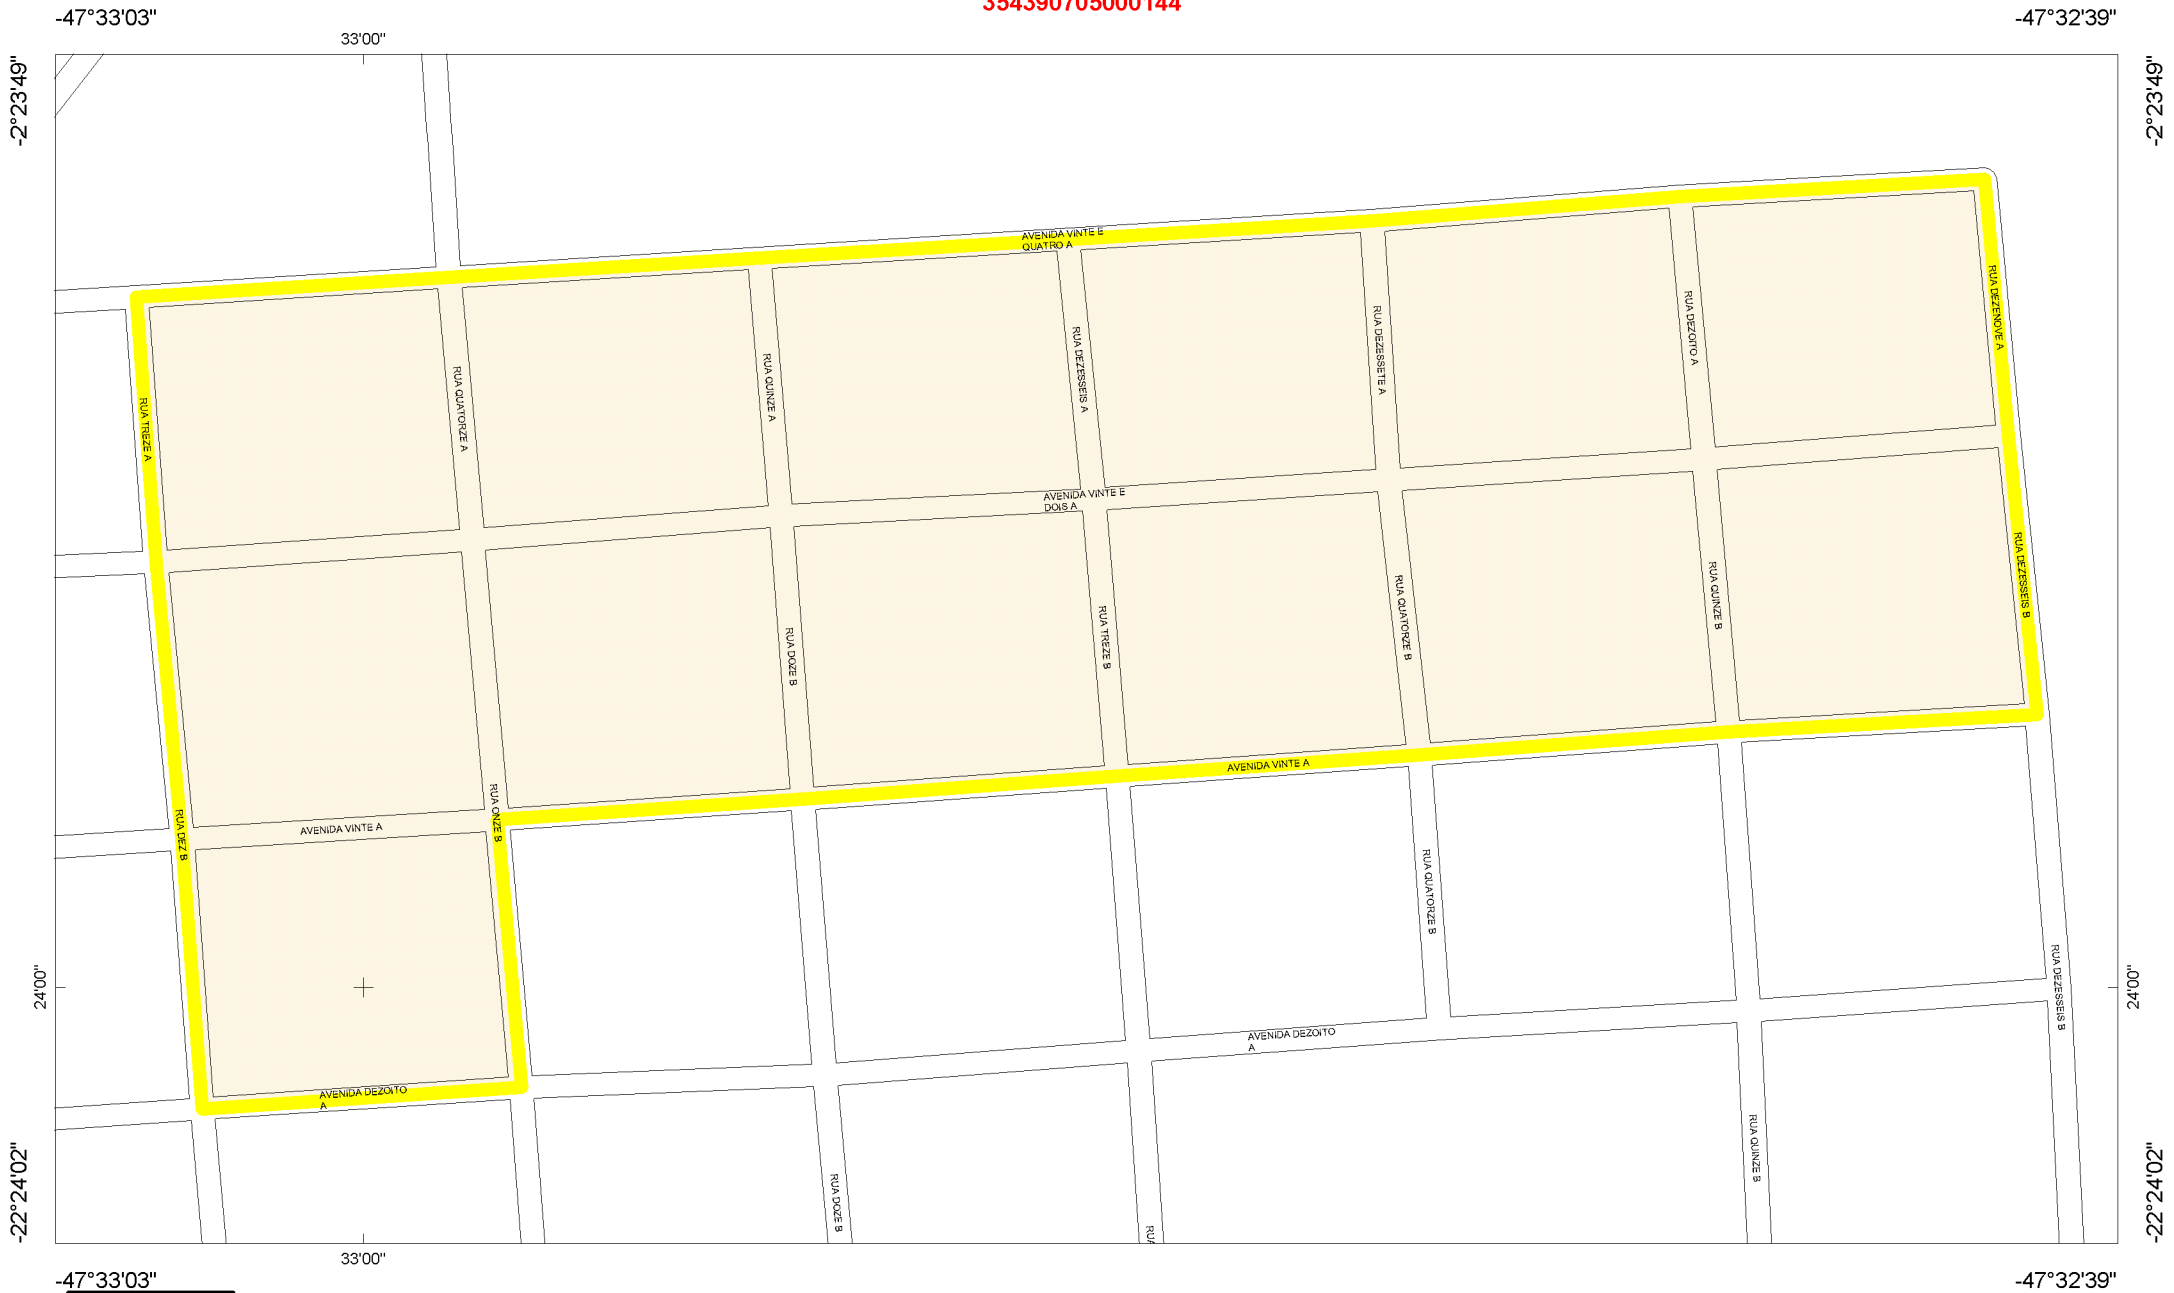 354390705000144
-47°33'03"
-47°32'39"
33'00"
-2°23'49"
-2°23'49"
AVENIDA VINTE E
QUATRO A
RUA DEZENOVE A
RUA DEZOITO A
RUA DEZESSETE A
RUA DEZESSEIS A
RUA QUINZE A
RUA QUATORZE A
RUA TREZE A
AVENIDA VINTE E
DOIS A
RUA DEZESSEIS B
RUA QUINZE B
RUA QUATORZE B
RUA TREZE B
RUA DOZE B
AVENIDA VINTE A
RUA ONZE B
RUA DEZ B
AVENIDA VINTE A
RUA QUATORZE B
RUA DEZESSEIS B
24'00"
24'00"
AVENIDA DEZOITO
A
AVENIDA DEZOITO
A
RUA QUINZE B
RUA DOZE B
RUA
-22°24'02"
-22°24'02"
33'00"
-47°33'03"
-47°32'39"